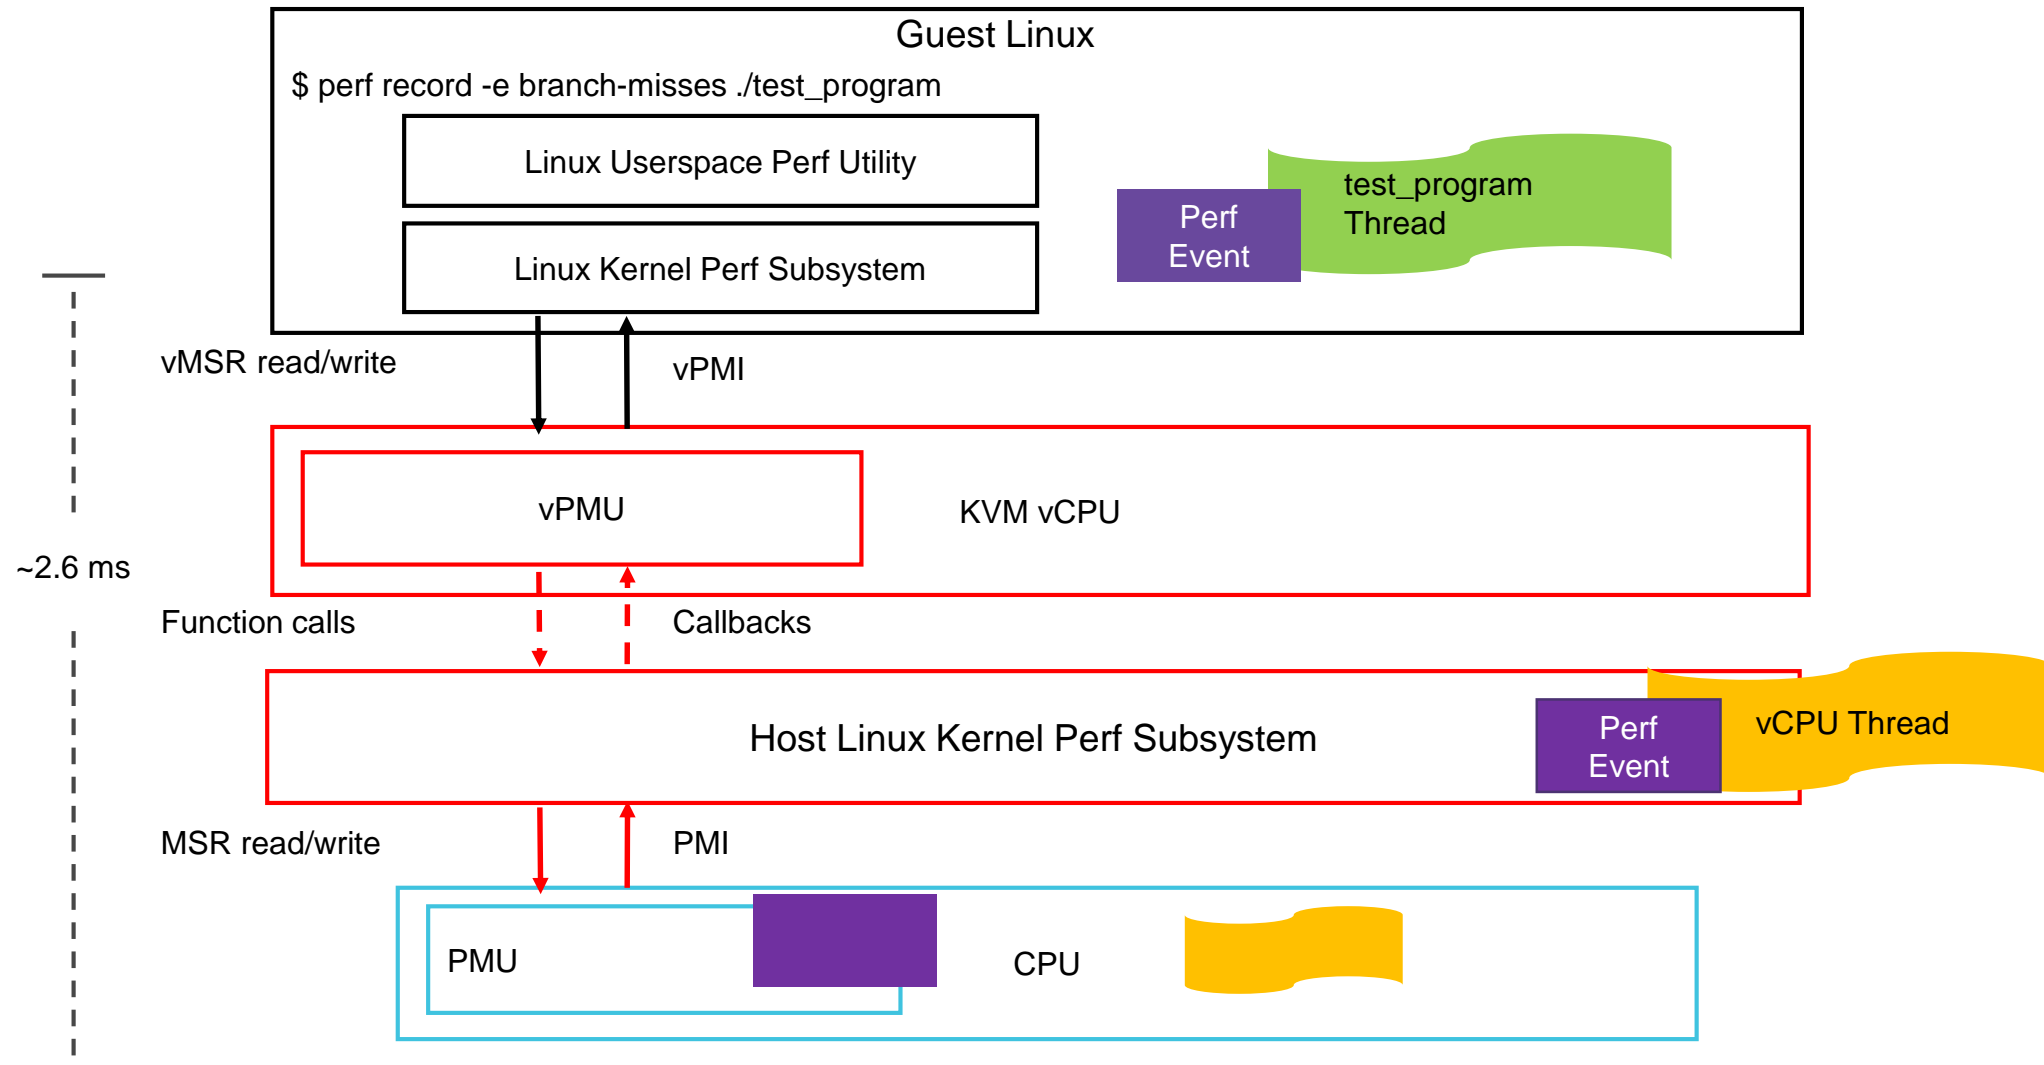 Guest Linux
$ perf record -e branch-misses ./test_program
Linux Userspace Perf Utility
test_program
Thread
Perf
Event
Linux Kernel Perf Subsystem
vMSR read/write
vPMI
vPMU
KVM vCPU
~2.6 ms
Function calls
Callbacks
Host Linux Kernel Perf Subsystem
Perf
Event
vCPU Thread
MSR read/write
PMI
PMU
CPU